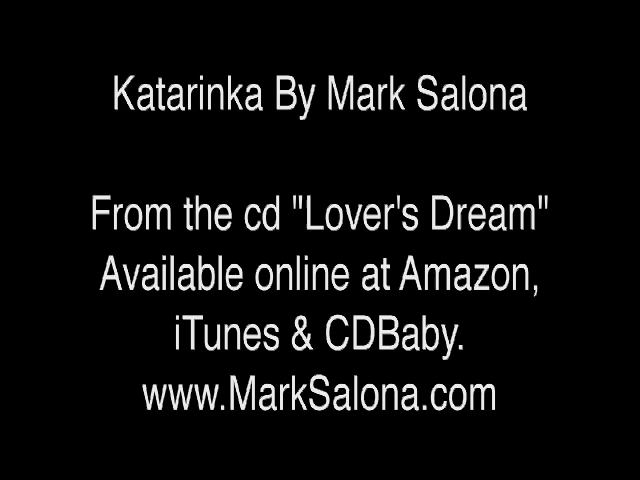 Katarinka By Mark Salona
From the cd "Lover's Dream"
Available online at Amazon,
iTunes & CDBaby.
www.MarkSalona.com